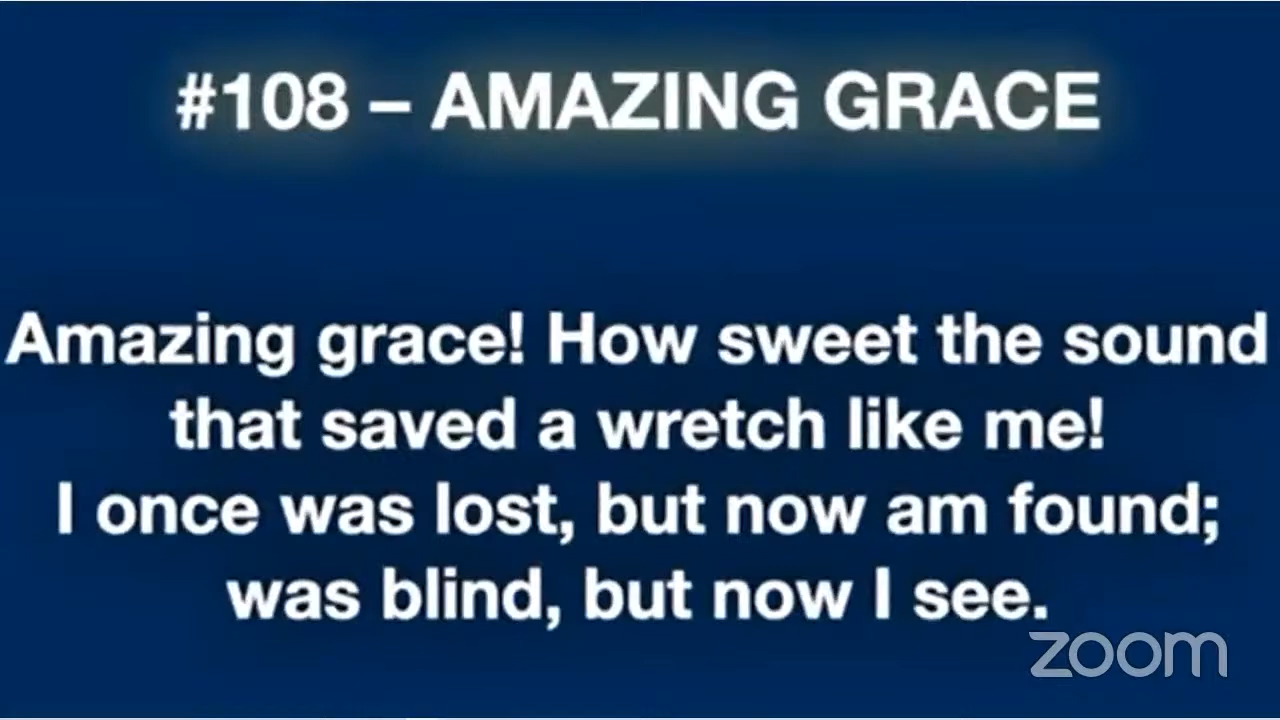 #108 – AMAZING GRACE
Amazing grace! How sweet the sound
that saved a wretch like me!
I once was lost, but now am found;
was blind, but now I see.
zoom